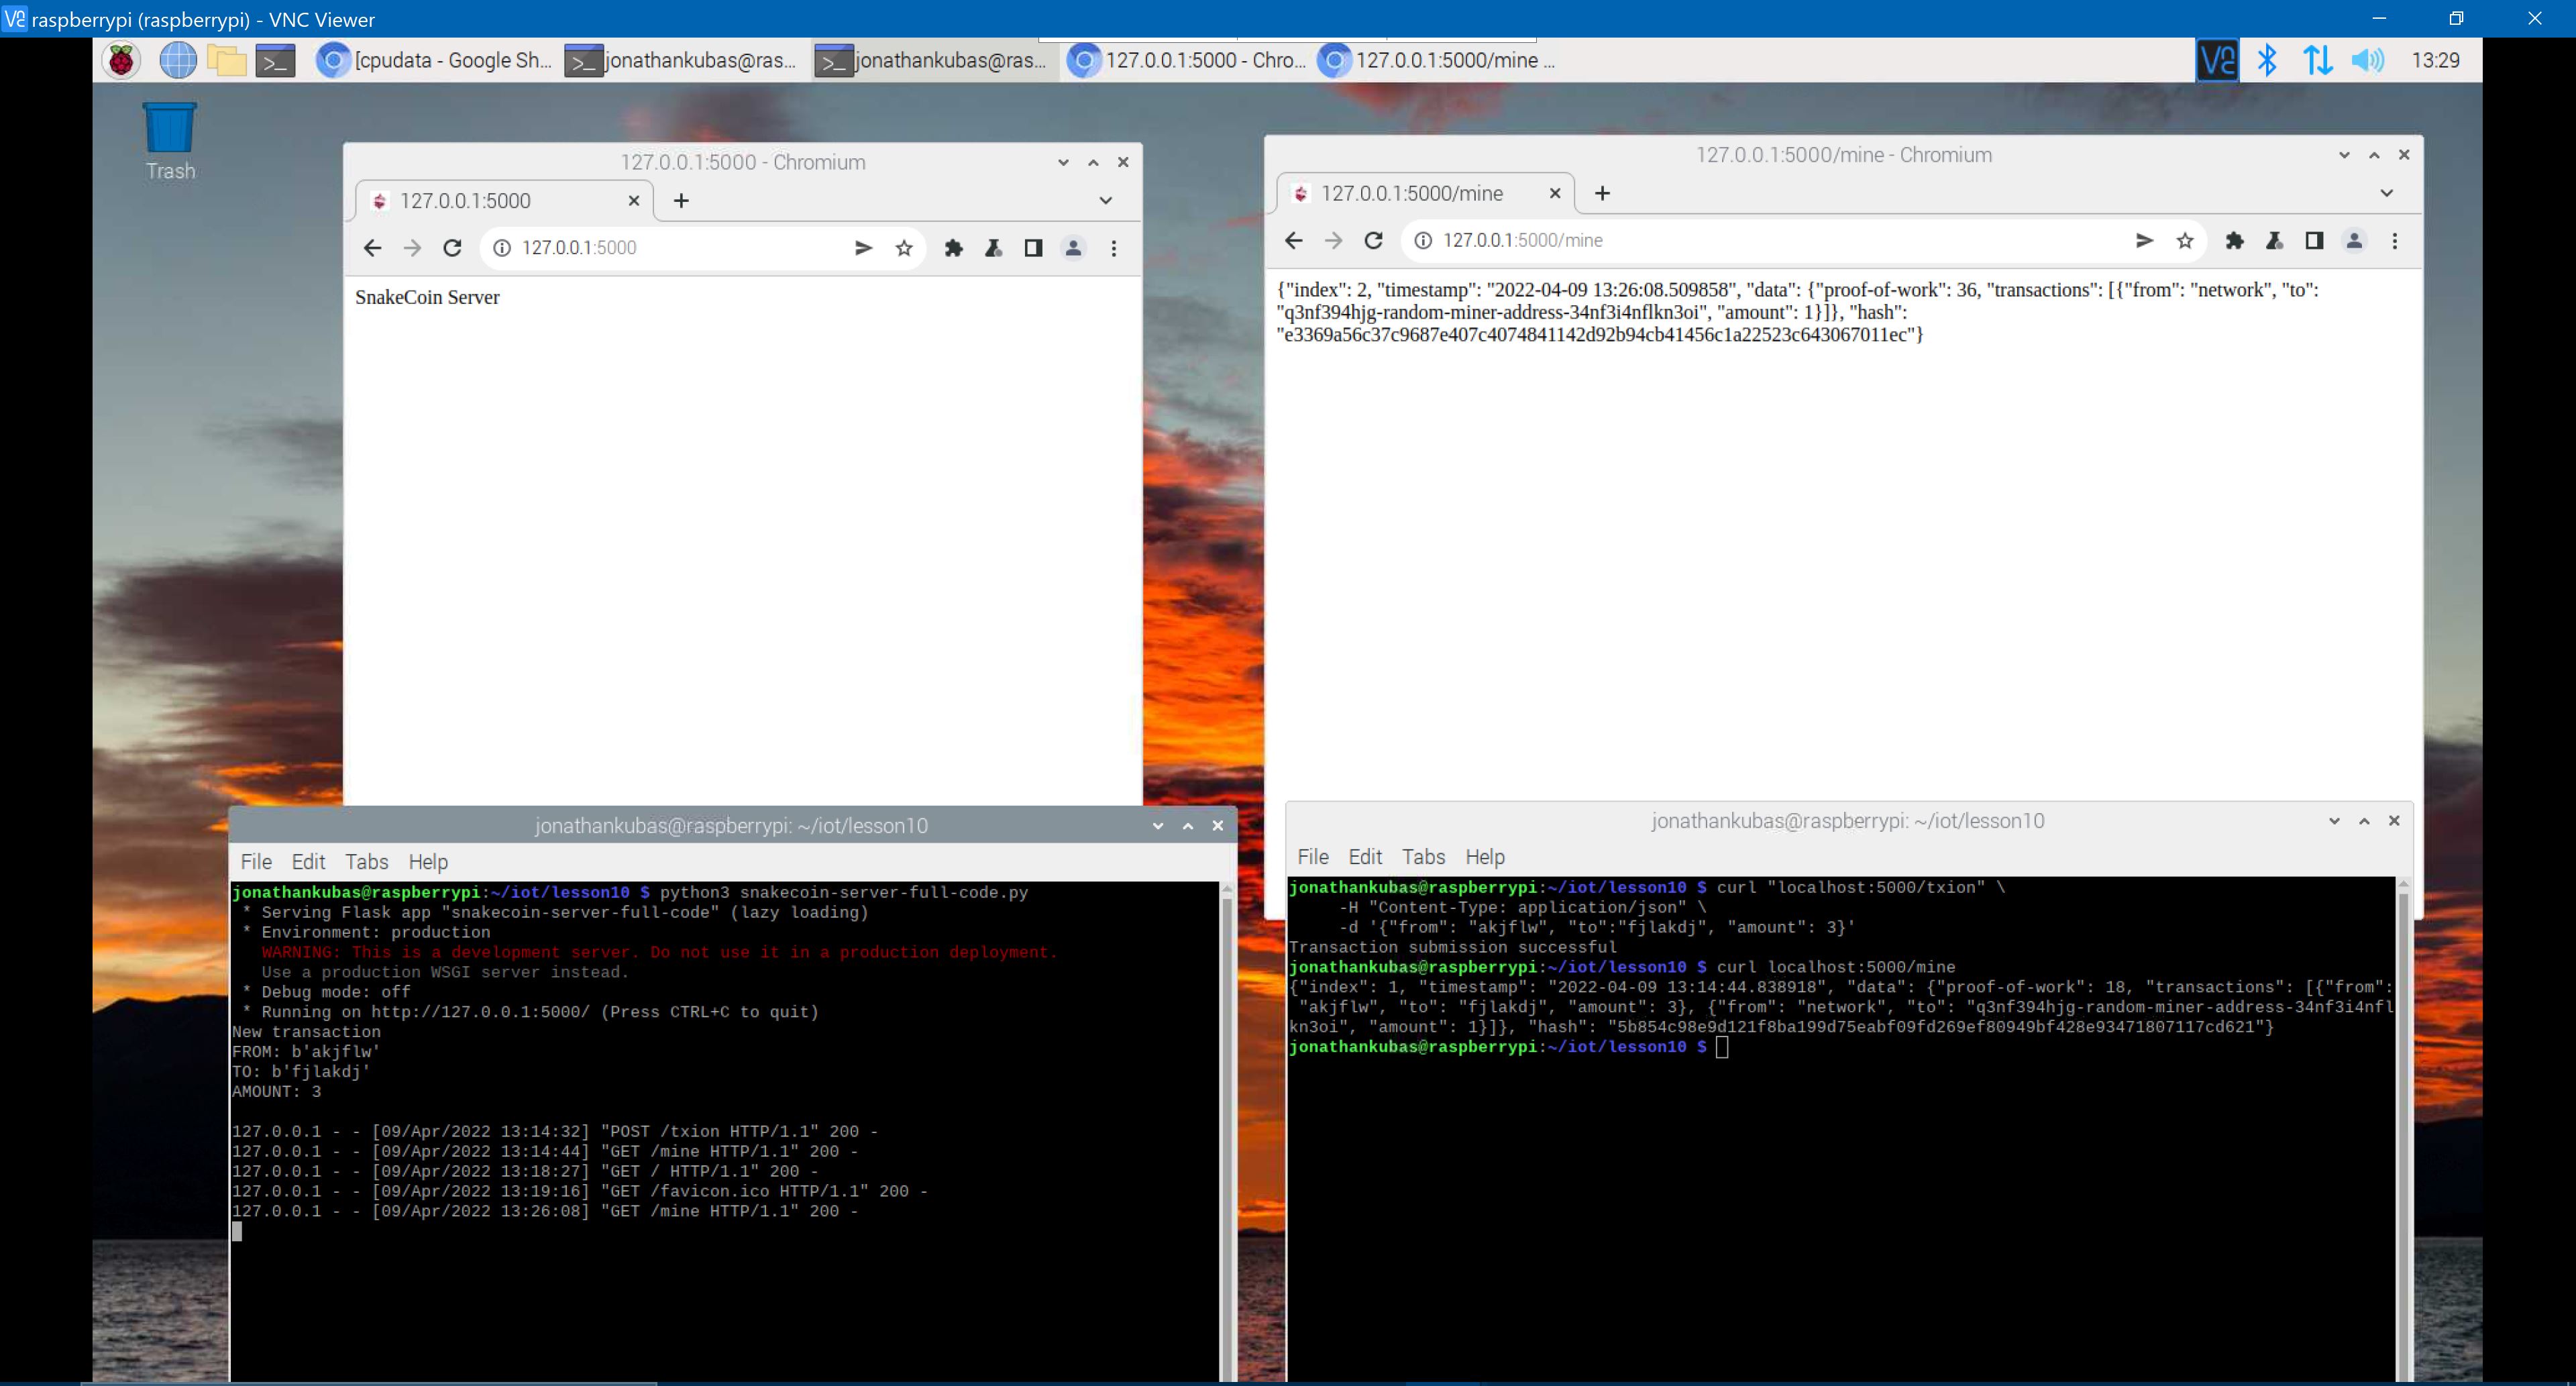 raspberrypi (raspberrypi) - VNC Viewer
[cpudata - Google Sh...
jonathankubas@ras...
jonathankubas@ras...
127.0.0.1:5000 - Chro...
127.0.0.1:5000/mine ...
13:29
Trash
127.0.0.1:5000 - Chromium
127.0.0.1:5000
127.0.0.1:5000
SnakeCoin Server
127.0.0.1:5000/mine - Chromium
127.0.0.1:5000/mine
127.0.0.1:5000/mine
{"index": 2, "timestamp": "2022-04-09 13:26:08.509858", "data": {"proof-of-work": 36, "transactions": [{"from": "network", "to":
"q3nf394hjg-random-miner-address-34nf3i4nflkn3oi", "amount": 1}]}, "hash":
"e3369a56c37c9687e407c4074841142d92b94cb41456c1a22523c643067011ec"}
jonathankubas@raspberrypi: ~/iot/lesson10
File Edit Tabs Help
jonathankubas@raspberrypi:~/iot/lesson10 $ python3 snakecoin-server-full-code.py
* Serving Flask app "snakecoin-server-full-code" (lazy loading)
* Environment: production
WARNING: This is a development server. Do not use it in a production deployment.
Use a production WSGI server instead.
* Debug mode: off
* Running on http://127.0.0.1:5000/ (Press CTRL+C to quit)
New transaction
FROM: b'akjflw'
TO: b'fjlakdj'
AMOUNT: 3
127.0.0.1 - - [09/Apr/2022 13:14:32] "POST /txion HTTP/1.1" 200 -
127.0.0.1 - - [09/Apr/2022 13:14:44] "GET /mine HTTP/1.1" 200 -
127.0.0.1 - - [09/Apr/2022 13:18:27] "GET / HTTP/1.1" 200 -
127.0.0.1 - - [09/Apr/2022 13:19:16] "GET /favicon.ico HTTP/1.1" 200 -
127.0.0.1 - - [09/Apr/2022 13:26:08] "GET /mine HTTP/1.1" 200 -
jonathankubas@raspberrypi: ~/iot/lesson10
File Edit Tabs Help
jonathankubas@raspberrypi:~/iot/lesson10 $ curl "localhost:5000/txion" \
-H "Content-Type: application/json" \
-d '{"from": "akjflw", "to":"fjlakdj", "amount": 3}'
Transaction submission successful
jonathankubas@raspberrypi:~/iot/lesson10 $ curl localhost:5000/mine
{"index": 1, "timestamp": "2022-04-09 13:14:44.838918", "data": {"proof-of-work": 18, "transactions": [{"from":
"akjflw", "to": "fjlakdj", "amount": 3}, {"from": "network", "to": "q3nf394hjg-random-miner-address-34nf3i4nfl
kn3oi", "amount": 1}]}, "hash": "5b854c98e9d121f8ba199d75eabf09fd269ef80949bf428e93471807117cd621"}
jonathankubas@raspberrypi:~/iot/lesson10 $